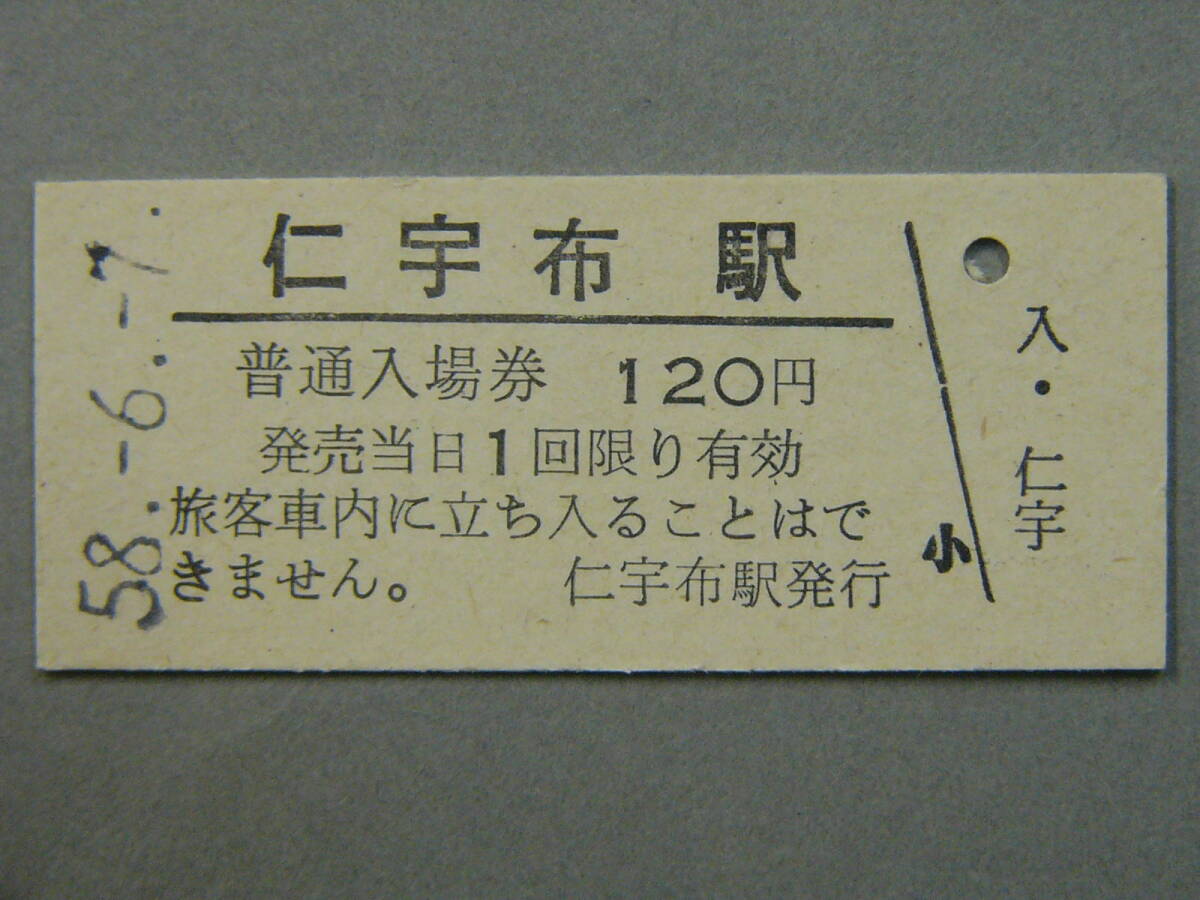 仁宇布 駅
普通入場券 120円
発売当日1回限り有効
旅客車内に立ち入ることはで
きません。 仁宇布駅発行
58.-6.-7.
小
入・仁宇